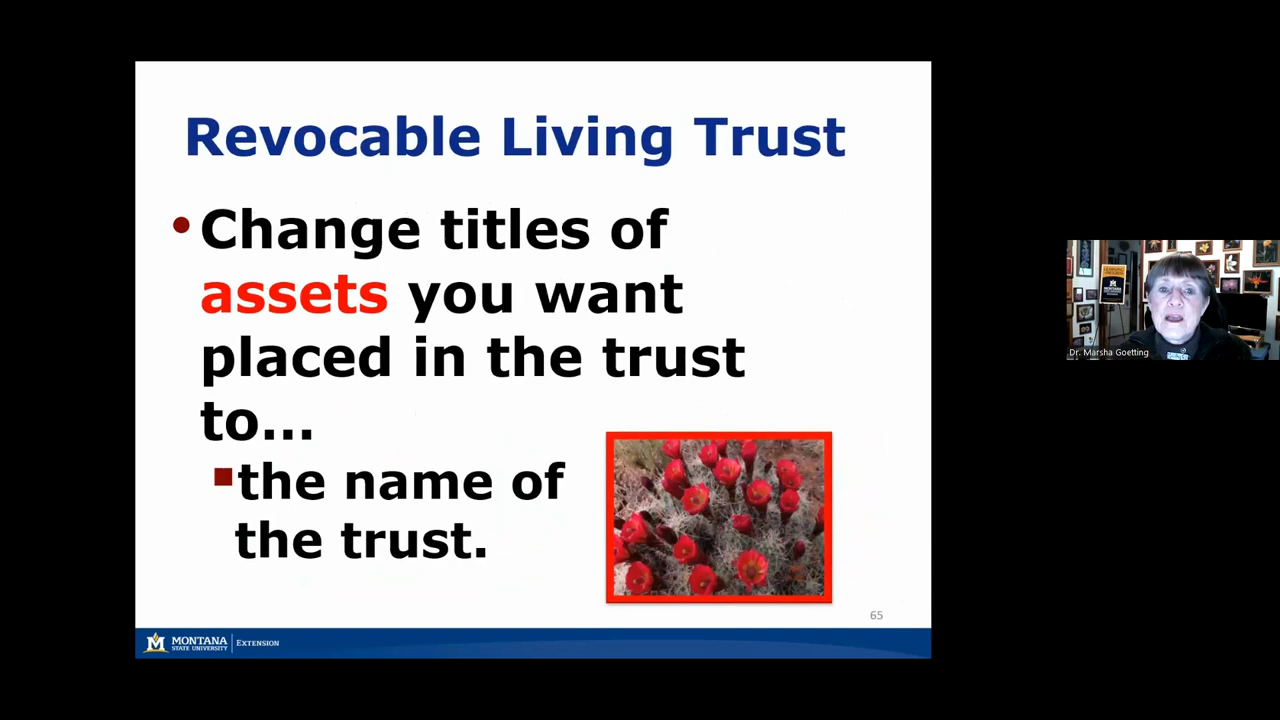 Revocable Living Trust
• Change titles of
assets you want
placed in the trust
to...
▪ the name of
the trust.
65
MONTANA
STATE UNIVERSITY
EXTENSION
Dr. Marsha Goetting
MONTANA